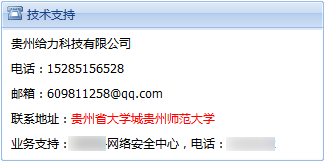 技术支持
贵州给力科技有限公司
电话：15285156528
邮箱：609811258@qq.com
联系地址：贵州省大学城贵州师范大学
业务支持：网络安全中心，电话：